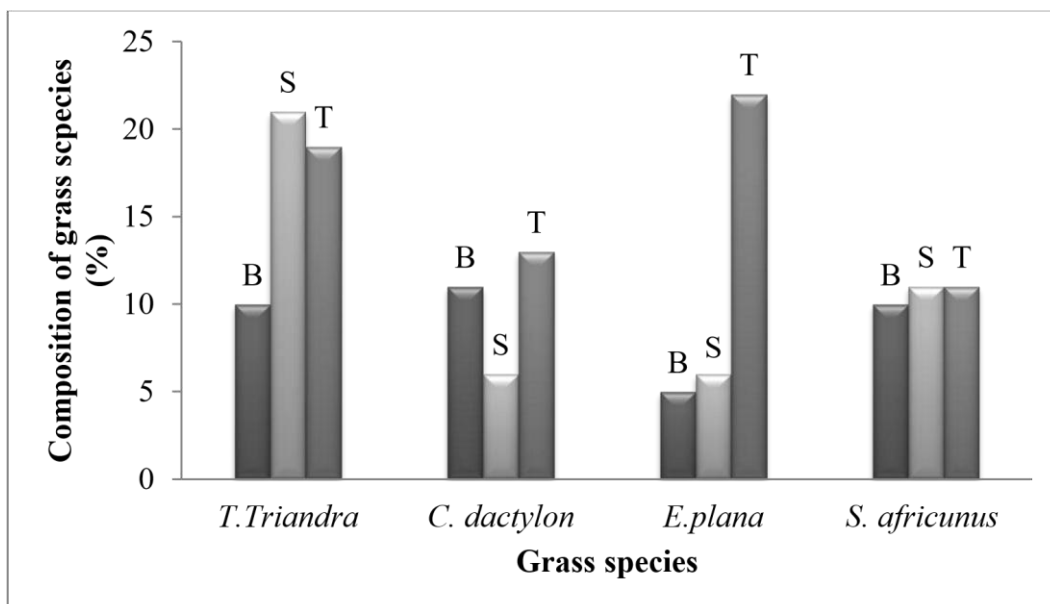 Composition of grass scpecies
(%)
25
20
15
10
5
0
B
S
T
B
S
T
B
S
T
B
S
T
T.Triandra
C. dactylon
E.plana
S. africunus
Grass species